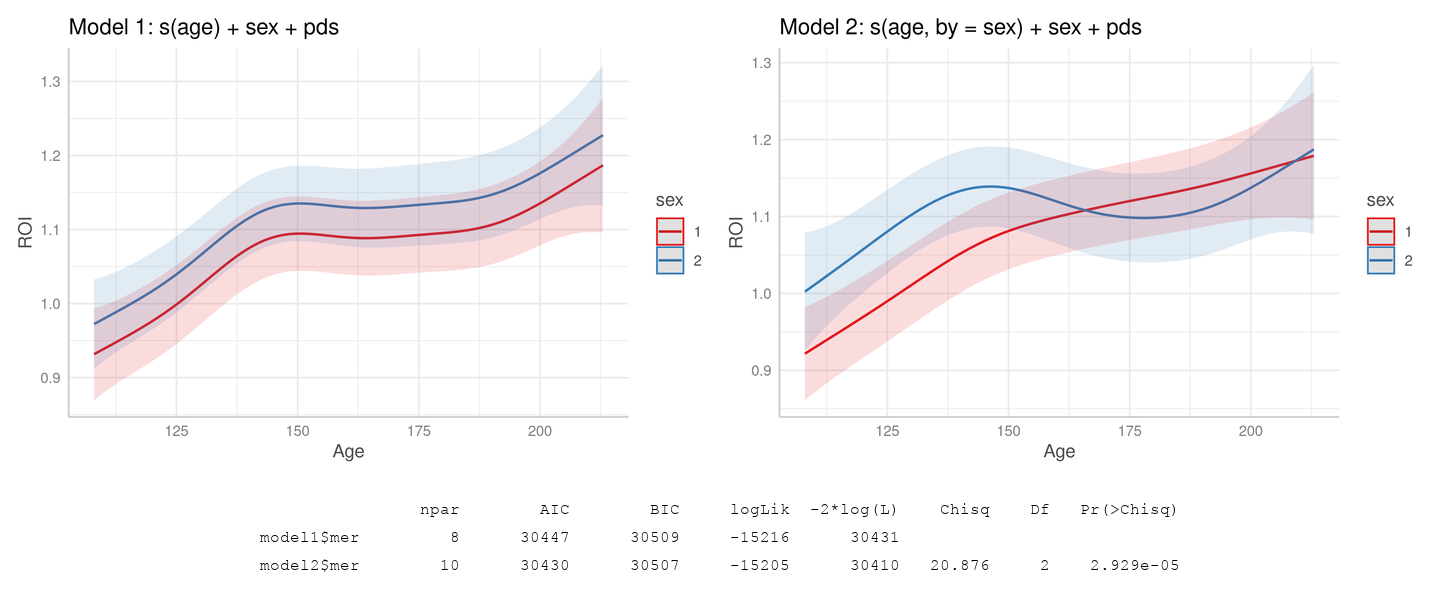 Model 1: s(age) + sex + pds
1.3
1.2
1.1
1.0
0.9
ROI
125 150 175 200
Age
sex
1
2
Model 2: s(age, by = sex) + sex + pds
1.3
1.2
1.1
1.0
0.9
ROI
125 150 175 200
Age
sex
1
2
npar AIC BIC logLik -2*log(L) Chisq Df Pr(>Chisq)
model1$mer 8 30447 30509 -15216 30431
model2$mer 10 30430 30507 -15205 30410 20.876 2 2.929e-05